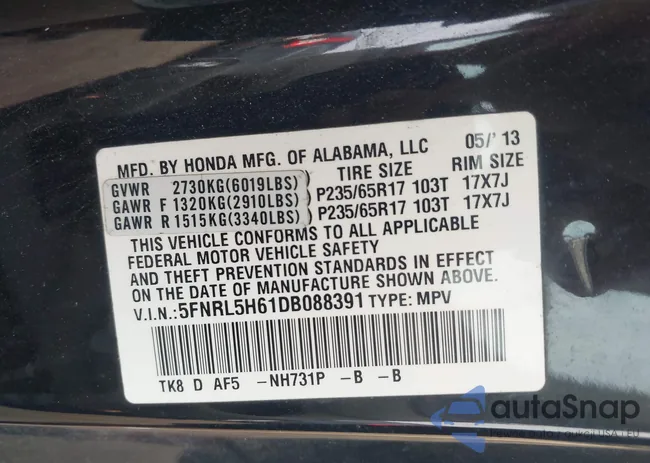 MFD. BY HONDA MFG. OF ALABAMA, LLC 05/'13
TIRE SIZE RIM SIZE
GVWR 2730KG(6019LBS)
GAWR F 1320KG(2910LBS) P235/65R17 103T 17X7J
GAWR R 1515KG(3340LBS) P235/65R17 103T 17X7J
THIS VEHICLE CONFORMS TO ALL APPLICABLE
FEDERAL MOTOR VEHICLE SAFETY
AND THEFT PREVENTION STANDARDS IN EFFECT
ON THE DATE OF MANUFACTURE SHOWN ABOVE.
V.I.N.:5FNRL5H61DB088391 TYPE: MPV
TK8 D AF5 -NH731P -B -B
autaSnap